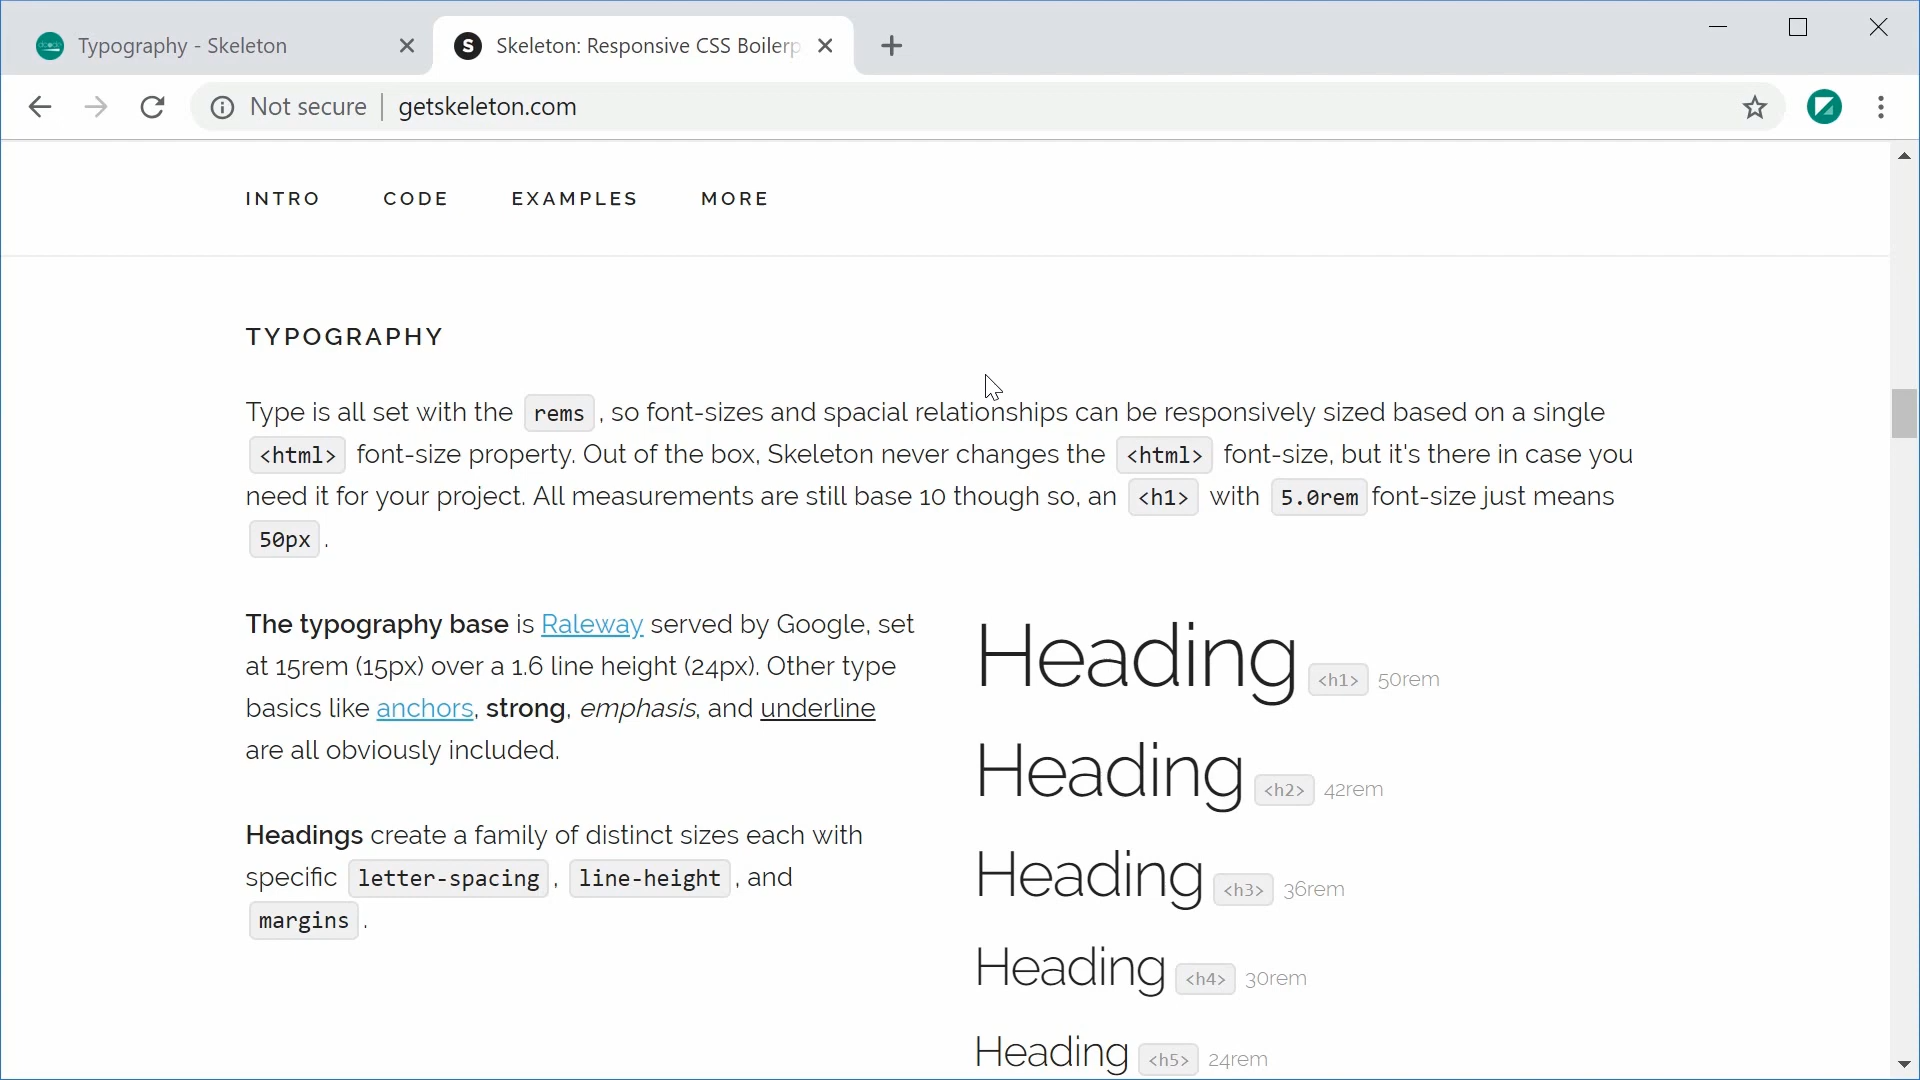 Typography - Skeleton
Skeleton: Responsive CSS Boilerp
Not secure
getskeleton.com
INTRO CODE EXAMPLES MORE
TYPOGRAPHY
Type is all set with the rems , so font-sizes and spacial relationships can be responsively sized based on a single
<html> font-size property. Out of the box, Skeleton never changes the <html> font-size, but it's there in case you
need it for your project. All measurements are still base 10 though so, an <h1> with 5.0rem font-size just means
50px .
The typography base is Raleway served by Google, set
at 15rem (15px) over a 1.6 line height (24px). Other type
basics like anchors, strong, emphasis, and underline
are all obviously included.
Headings create a family of distinct sizes each with
specific letter-spacing , line-height , and
margins .
Heading <h1> 50rem
Heading <h2> 42rem
Heading <h3> 36rem
Heading <h4> 30rem
Heading <h5> 24rem